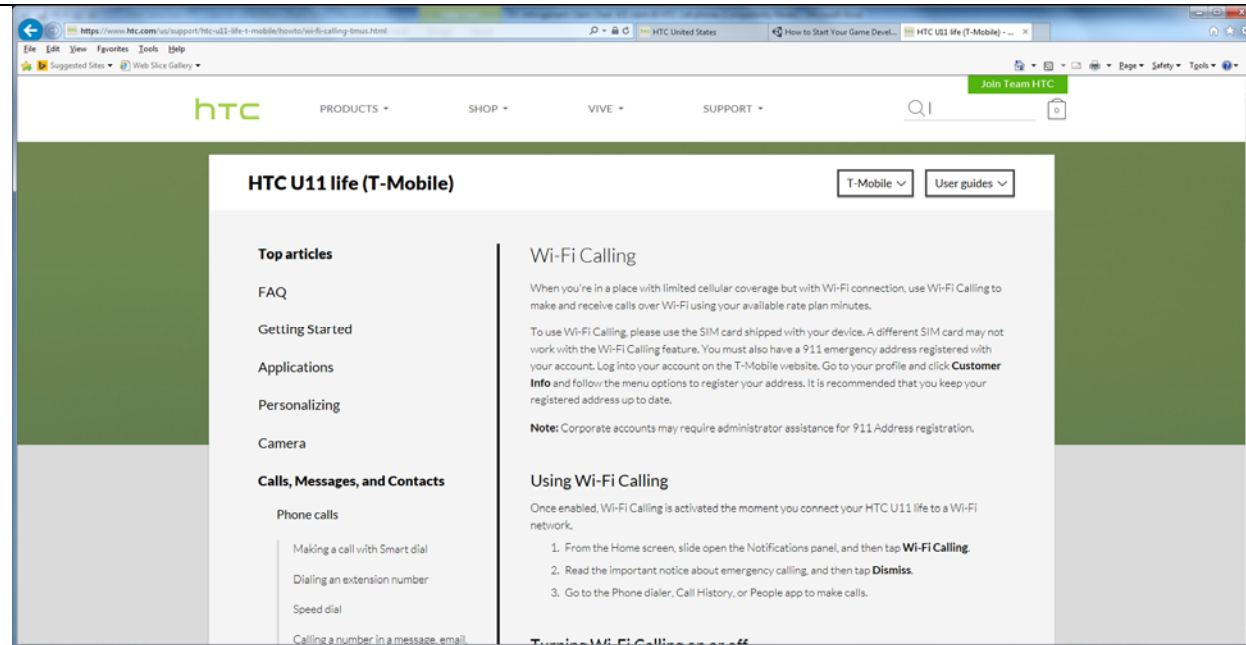 https://www.htc.com/us/support/htc-u11-life-t-mobile/howto/wi-fi-calling-tmus.html
HTC United States
How to Start Your Game Devel...
HTC U11 life (T-Mobile) - ...
File Edit View Favorites Tools Help
Suggested Sites Web Slice Gallery
Page Safety Tools
Join Team HTC
hTC PRODUCTS SHOP VIVE SUPPORT 0
HTC U11 life (T-Mobile)
T-Mobile
User guides
Top articles
FAQ
Getting Started
Applications
Personalizing
Camera
Calls, Messages, and Contacts
Phone calls
Making a call with Smart dial
Dialing an extension number
Speed dial
Calling a number in a message, email,
Wi-Fi Calling
When you're in a place with limited cellular coverage but with Wi-Fi connection, use Wi-Fi Calling to
make and receive calls over Wi-Fi using your available rate plan minutes.
To use Wi-Fi Calling, please use the SIM card shipped with your device. A different SIM card may not
work with the Wi-Fi Calling feature. You must also have a 911 emergency address registered with
your account. Log into your account on the T-Mobile website. Go to your profile and click Customer
Info and follow the menu options to register your address. It is recommended that you keep your
registered address up to date.
Note: Corporate accounts may require administrator assistance for 911 Address registration.
Using Wi-Fi Calling
Once enabled, Wi-Fi Calling is activated the moment you connect your HTC U11 life to a Wi-Fi
network.
1. From the Home screen, slide open the Notifications panel, and then tap Wi-Fi Calling.
2. Read the important notice about emergency calling, and then tap Dismiss.
3. Go to the Phone dialer, Call History, or People app to make calls.
Turning Wi-Fi Calling on or off